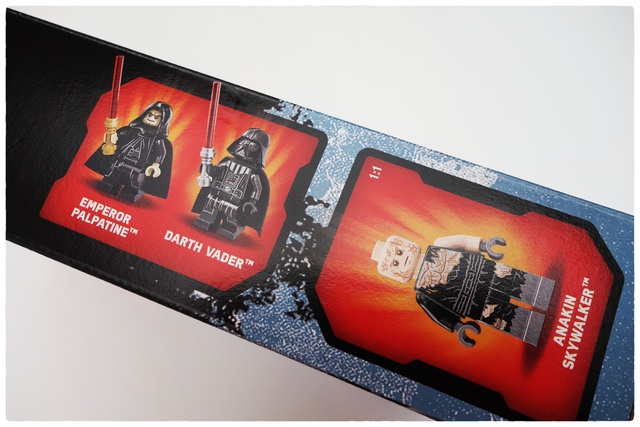 EMPEROR
PALPATINE™
DARTH VADER™
1:1
ANAKIN
SKYWALKER™